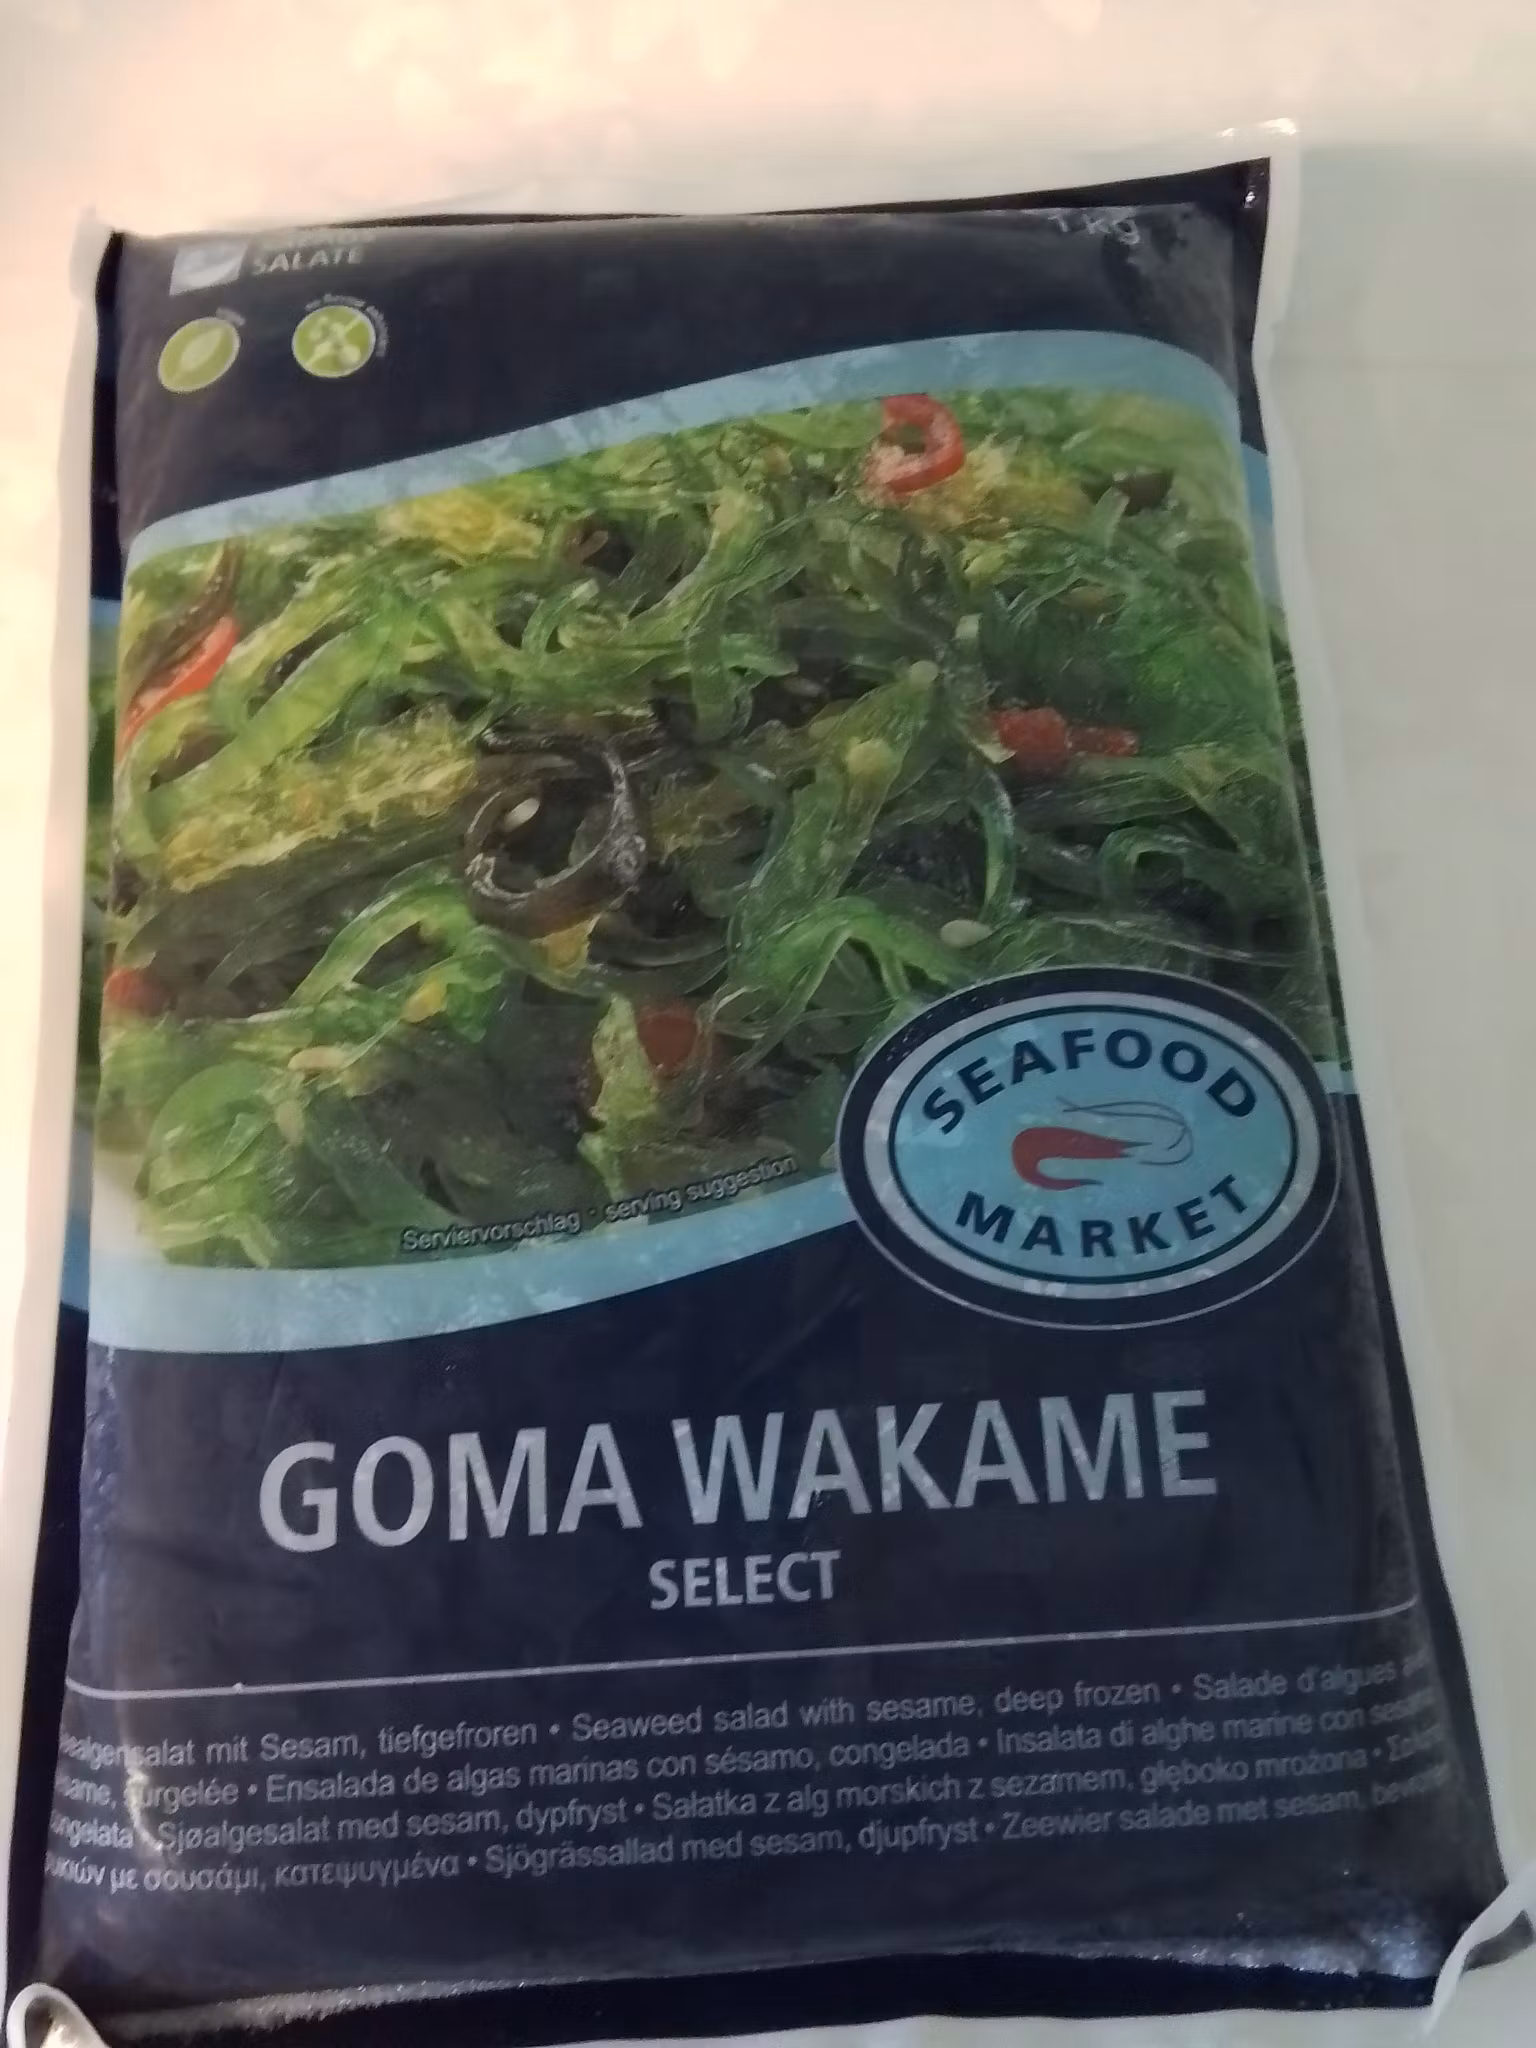 SALATE
1 kg
Serviervorschlag · serving suggestion
SEAFOOD
MARKET
GOMA WAKAME
SELECT
mit Sesam, tiefgefroren • Seaweed salad with sesame, deep frozen • Salade d'algues
surgelée • Ensalada de algas marinas con sésamo, congelada • Insalata di alghe marine con
Sjøalgesalat med sesam, dypfryst • Sałatka z alg morskich z sezamem, głęboko mrożona •
με σουσάμι, κατεψυγμένα • Sjögrässallad med sesam, djupfryst • Zeewier salade met sesam,